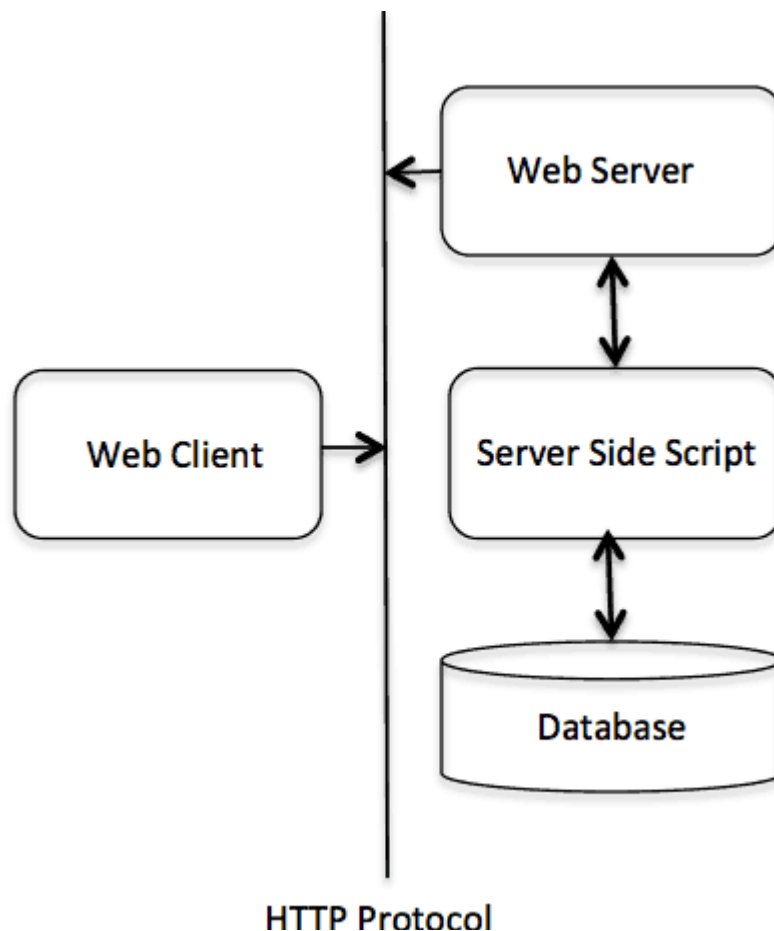 Web Server
Web Client
Server Side Script
Database
HTTP Protocol